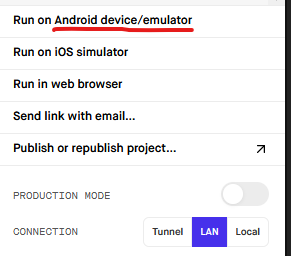 Run on Android device/emulator
Run on iOS simulator
Run in web browser
Send link with email...
Publish or republish project...
PRODUCTION MODE
CONNECTION Tunnel LAN Local